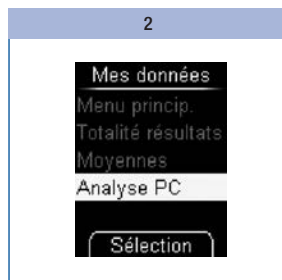 2
Mes données
Menu princip.
Totalité résultats
Moyennes
Analyse PC
Sélection